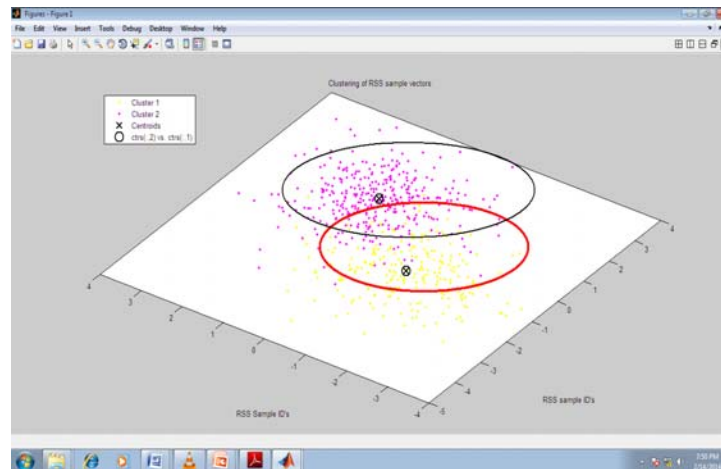 Figures - Figure 1
File Edit View Insert Tools Debug Desktop Window Help
Clustering of RSS sample vectors
Cluster 1
Cluster 2
Centroids
ctrs(:,2) vs. ctrs(:,1)
4
3
2
1
0
-1
-2
-3
-4
-5
-4
-3
-2
-1
0
1
2
3
4
RSS Sample ID's
RSS sample ID's